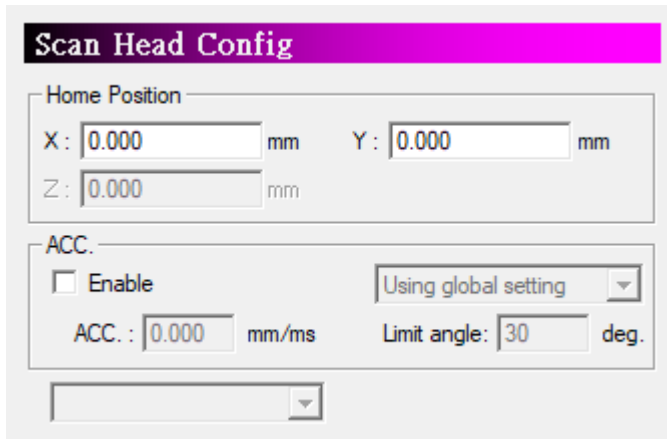 Scan Head Config
Home Position
X : 0.000 mm Y : 0.000 mm
Z : 0.000 mm
ACC.
Enable Using global setting
ACC. : 0.000 mm/ms Limit angle: 30 deg.